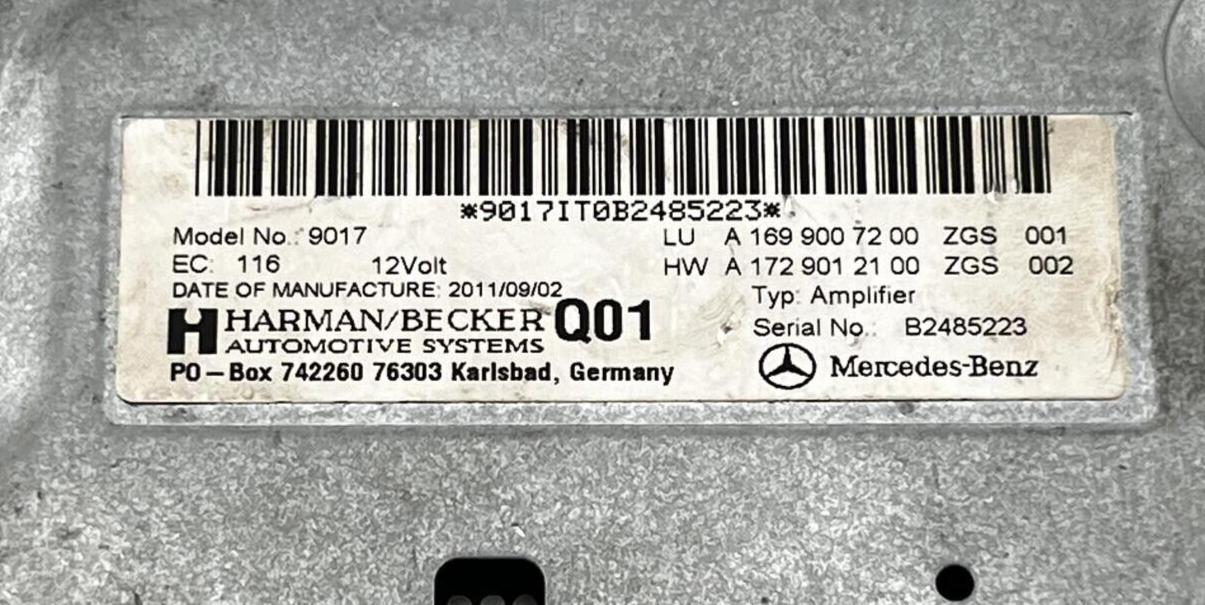 *9017IT0B2485223*
Model No.: 9017 LU A 169 900 72 00 ZGS 001
EC: 116 12Volt HW A 172 901 21 00 ZGS 002
DATE OF MANUFACTURE: 2011/09/02 Typ: Amplifier
HARMAN/BECKER Q01 Serial No.: B2485223
AUTOMOTIVE SYSTEMS
PO-Box 742260 76303 Karlsbad, Germany Mercedes-Benz